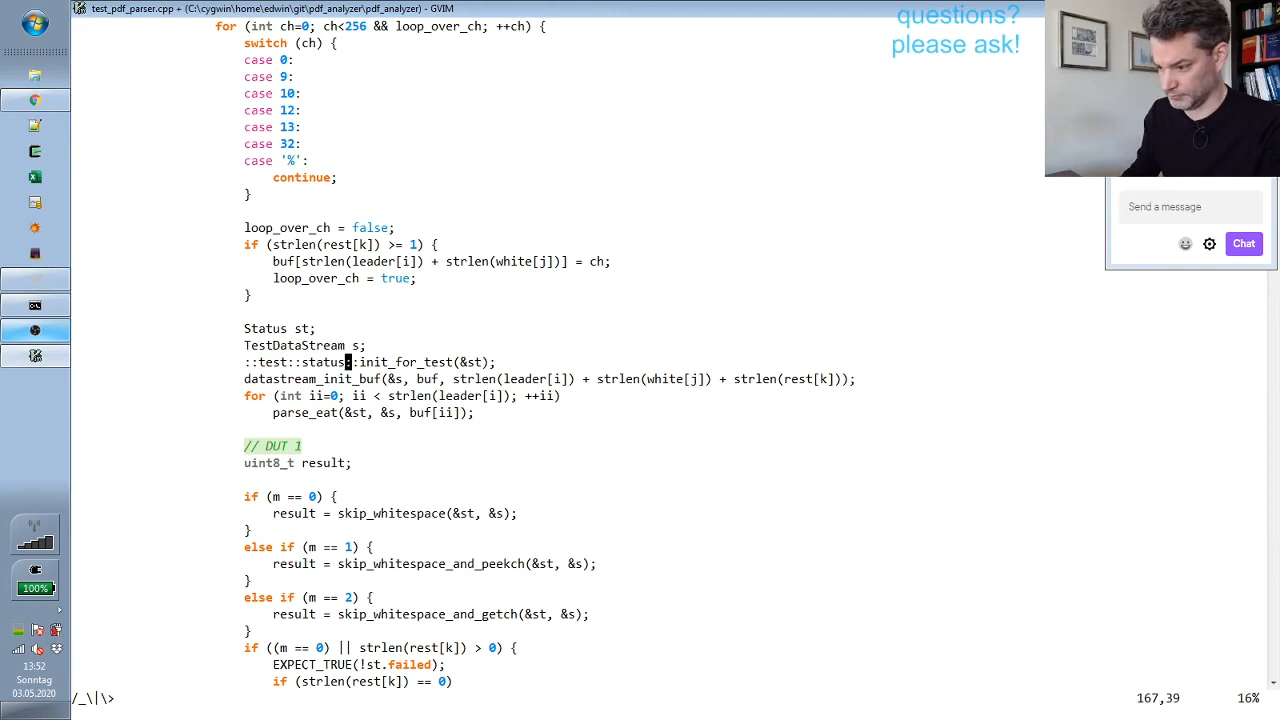 test_pdf_parser.cpp + (C:\cygwin\home\edwin\git\pdf_analyzer\pdf_analyzer) - GVIM
for (int ch=0; ch<256 && loop_over_ch; ++ch) {
switch (ch) {
case 0:
case 9:
case 10:
case 12:
case 13:
case 32:
case '%':
continue;
}
loop_over_ch = false;
if (strlen(rest[k]) >= 1) {
buf[strlen(leader[i]) + strlen(white[j])] = ch;
loop_over_ch = true;
}
Status st;
TestDataStream s;
::test::status::init_for_test(&st);
datastream_init_buf(&s, buf, strlen(leader[i]) + strlen(white[j]) + strlen(rest[k]));
for (int ii=0; ii < strlen(leader[i]); ++ii)
parse_eat(&st, &s, buf[ii]);
// DUT 1
uint8_t result;
if (m == 0) {
result = skip_whitespace(&st, &s);
}
else if (m == 1) {
result = skip_whitespace_and_peekch(&st, &s);
}
else if (m == 2) {
result = skip_whitespace_and_getch(&st, &s);
}
if ((m == 0) || strlen(rest[k]) > 0) {
EXPECT_TRUE(!st.failed);
if (strlen(rest[k]) == 0)
/_\|\>
167,39
16%
questions?
please ask!
Send a message
Chat
100%
13:52
Sonntag
03.05.2020